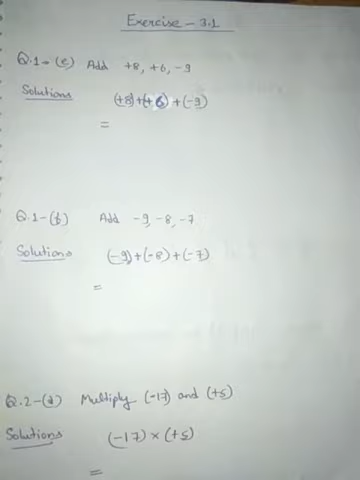 Exercise - 3.1
Q.1-(e) Add +8, +6, -9
Solutions
(+8)+(+6)+(-9)
=
Q.1-(f) Add -9, -8, -7
Solutions
(-9)+(-8)+(-7)
=
Q.2-(d) Multiply (-17) and (+5)
Solutions
(-17) × (+5)
=